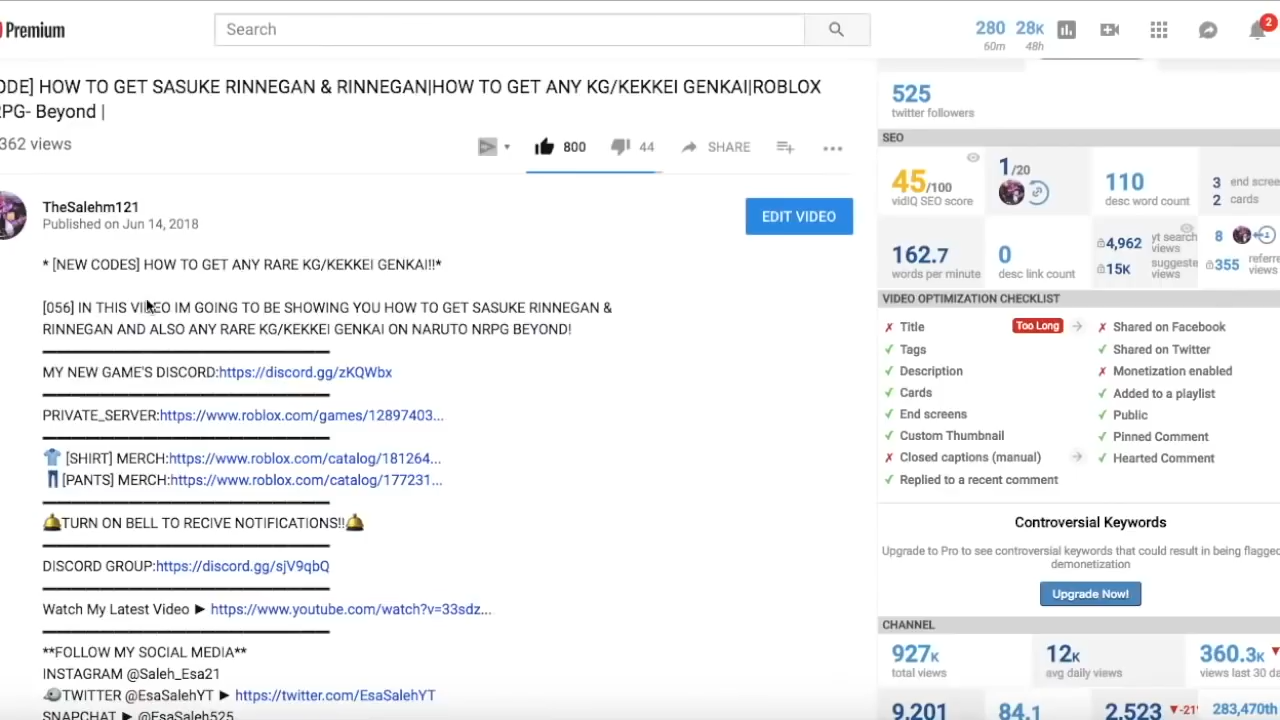 Premium
Search
280 28K
60m 48h
2
ODE] HOW TO GET SASUKE RINNEGAN & RINNEGAN|HOW TO GET ANY KG/KEKKEI GENKAI|ROBLOX
RPG- Beyond |
362 views
800
44
SHARE
TheSalehm121
Published on Jun 14, 2018
EDIT VIDEO
* [NEW CODES] HOW TO GET ANY RARE KG/KEKKEI GENKAI!!*
[056] IN THIS VIDEO IM GOING TO BE SHOWING YOU HOW TO GET SASUKE RINNEGAN &
RINNEGAN AND ALSO ANY RARE KG/KEKKEI GENKAI ON NARUTO NRPG BEYOND!
MY NEW GAME'S DISCORD:https://discord.gg/zKQWbx
PRIVATE_SERVER:https://www.roblox.com/games/12897403...
[SHIRT] MERCH:https://www.roblox.com/catalog/181264...
[PANTS] MERCH:https://www.roblox.com/catalog/177231...
TURN ON BELL TO RECIVE NOTIFICATIONS!!
DISCORD GROUP:https://discord.gg/sjV9qbQ
Watch My Latest Video ► https://www.youtube.com/watch?v=33sdz...
**FOLLOW MY SOCIAL MEDIA**
INSTAGRAM @Saleh_Esa21
TWITTER @EsaSalehYT ► https://twitter.com/EsaSalehYT
SNAPCHAT ► @EsaSaleh525
525
twitter followers
SEO
45/100
vidIQ SEO score
1/20
110
desc word count
3 end scree
2 cards
162.7
words per minute
0
desc link count
4,962 yt search views
15K suggeste views
8
355 referre views
VIDEO OPTIMIZATION CHECKLIST
✗ Title Too Long
✓ Tags
✓ Description
✓ Cards
✓ End screens
✓ Custom Thumbnail
✗ Closed captions (manual)
✓ Replied to a recent comment
✗ Shared on Facebook
✓ Shared on Twitter
✗ Monetization enabled
✓ Added to a playlist
✓ Public
✓ Pinned Comment
✓ Hearted Comment
Controversial Keywords
Upgrade to Pro to see controversial keywords that could result in being flagged
demonetization
Upgrade Now!
CHANNEL
927K
total views
12K
avg daily views
360.3K
views last 30 da
9,201
84.1
2,523 ▼-21
283,470th